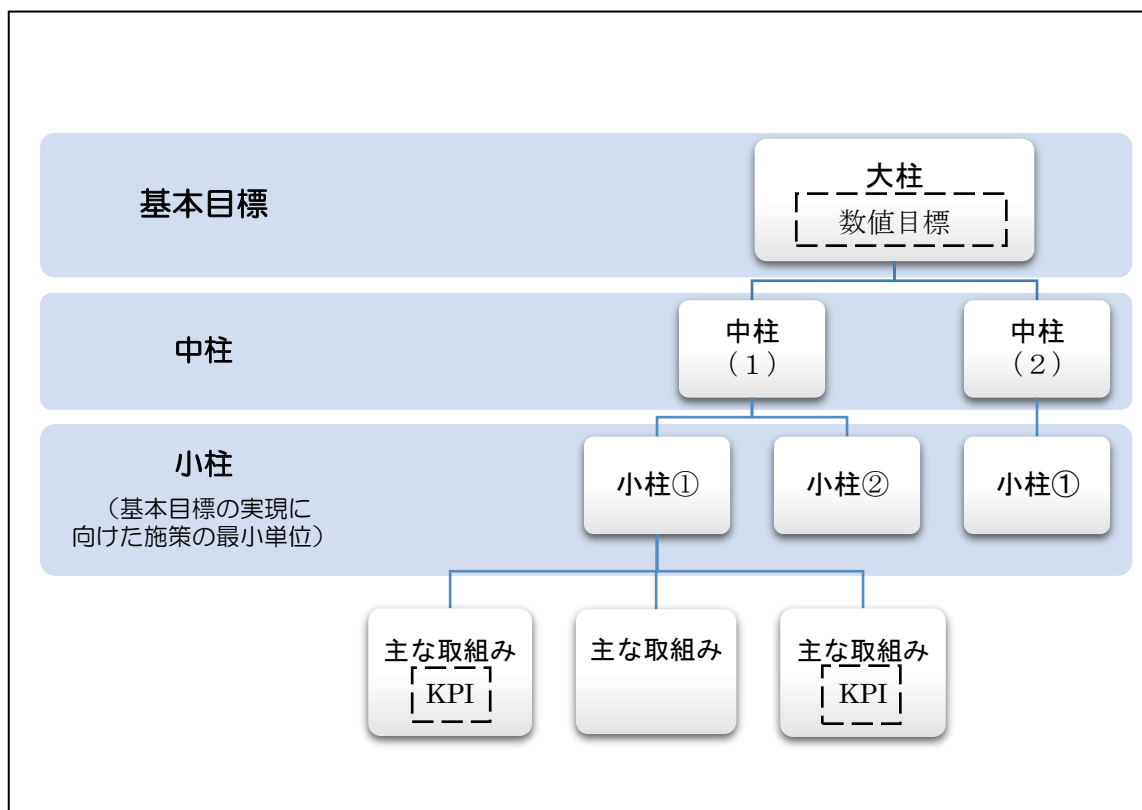 基本目標
大柱
数値目標
中柱
中柱
（１）
中柱
（２）
小柱
（基本目標の実現に
向けた施策の最小単位）
小柱①
小柱②
小柱①
主な取組み
KPI
主な取組み
主な取組み
KPI